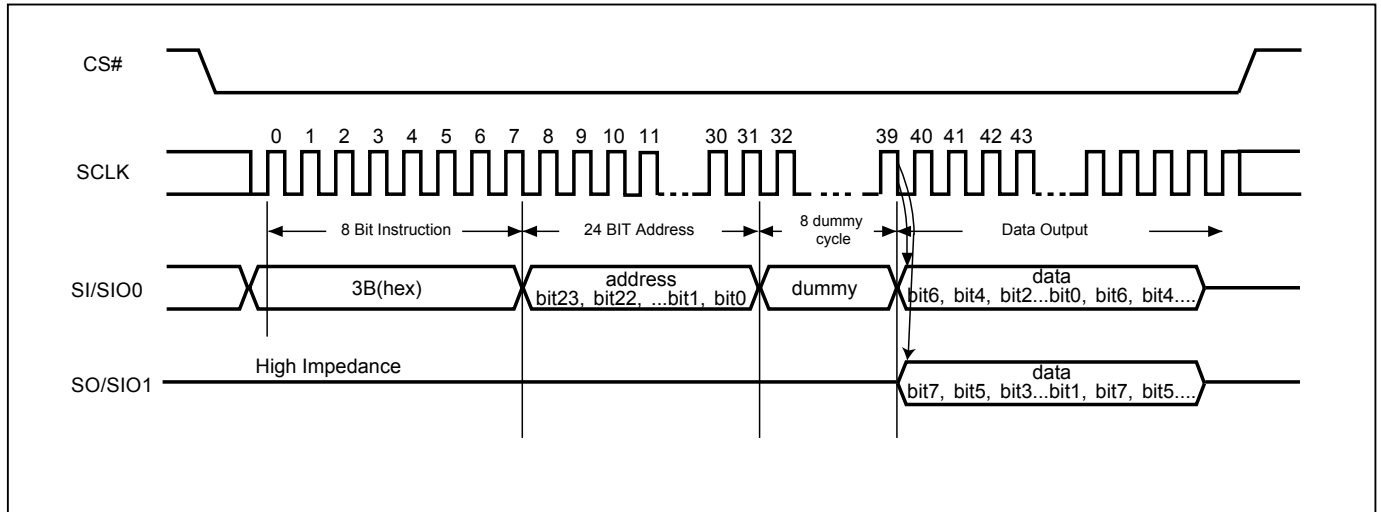 CS#
0 1 2 3 4 5 6 7 8 9 10 11 30 31 32 39 40 41 42 43
SCLK
8 Bit Instruction
24 BIT Address
8 dummy
cycle
Data Output
SI/SIO0
3B(hex)
address
bit23, bit22, ...bit1, bit0
dummy
data
bit6, bit4, bit2...bit0, bit6, bit4....
High Impedance
SO/SIO1
data
bit7, bit5, bit3...bit1, bit7, bit5....